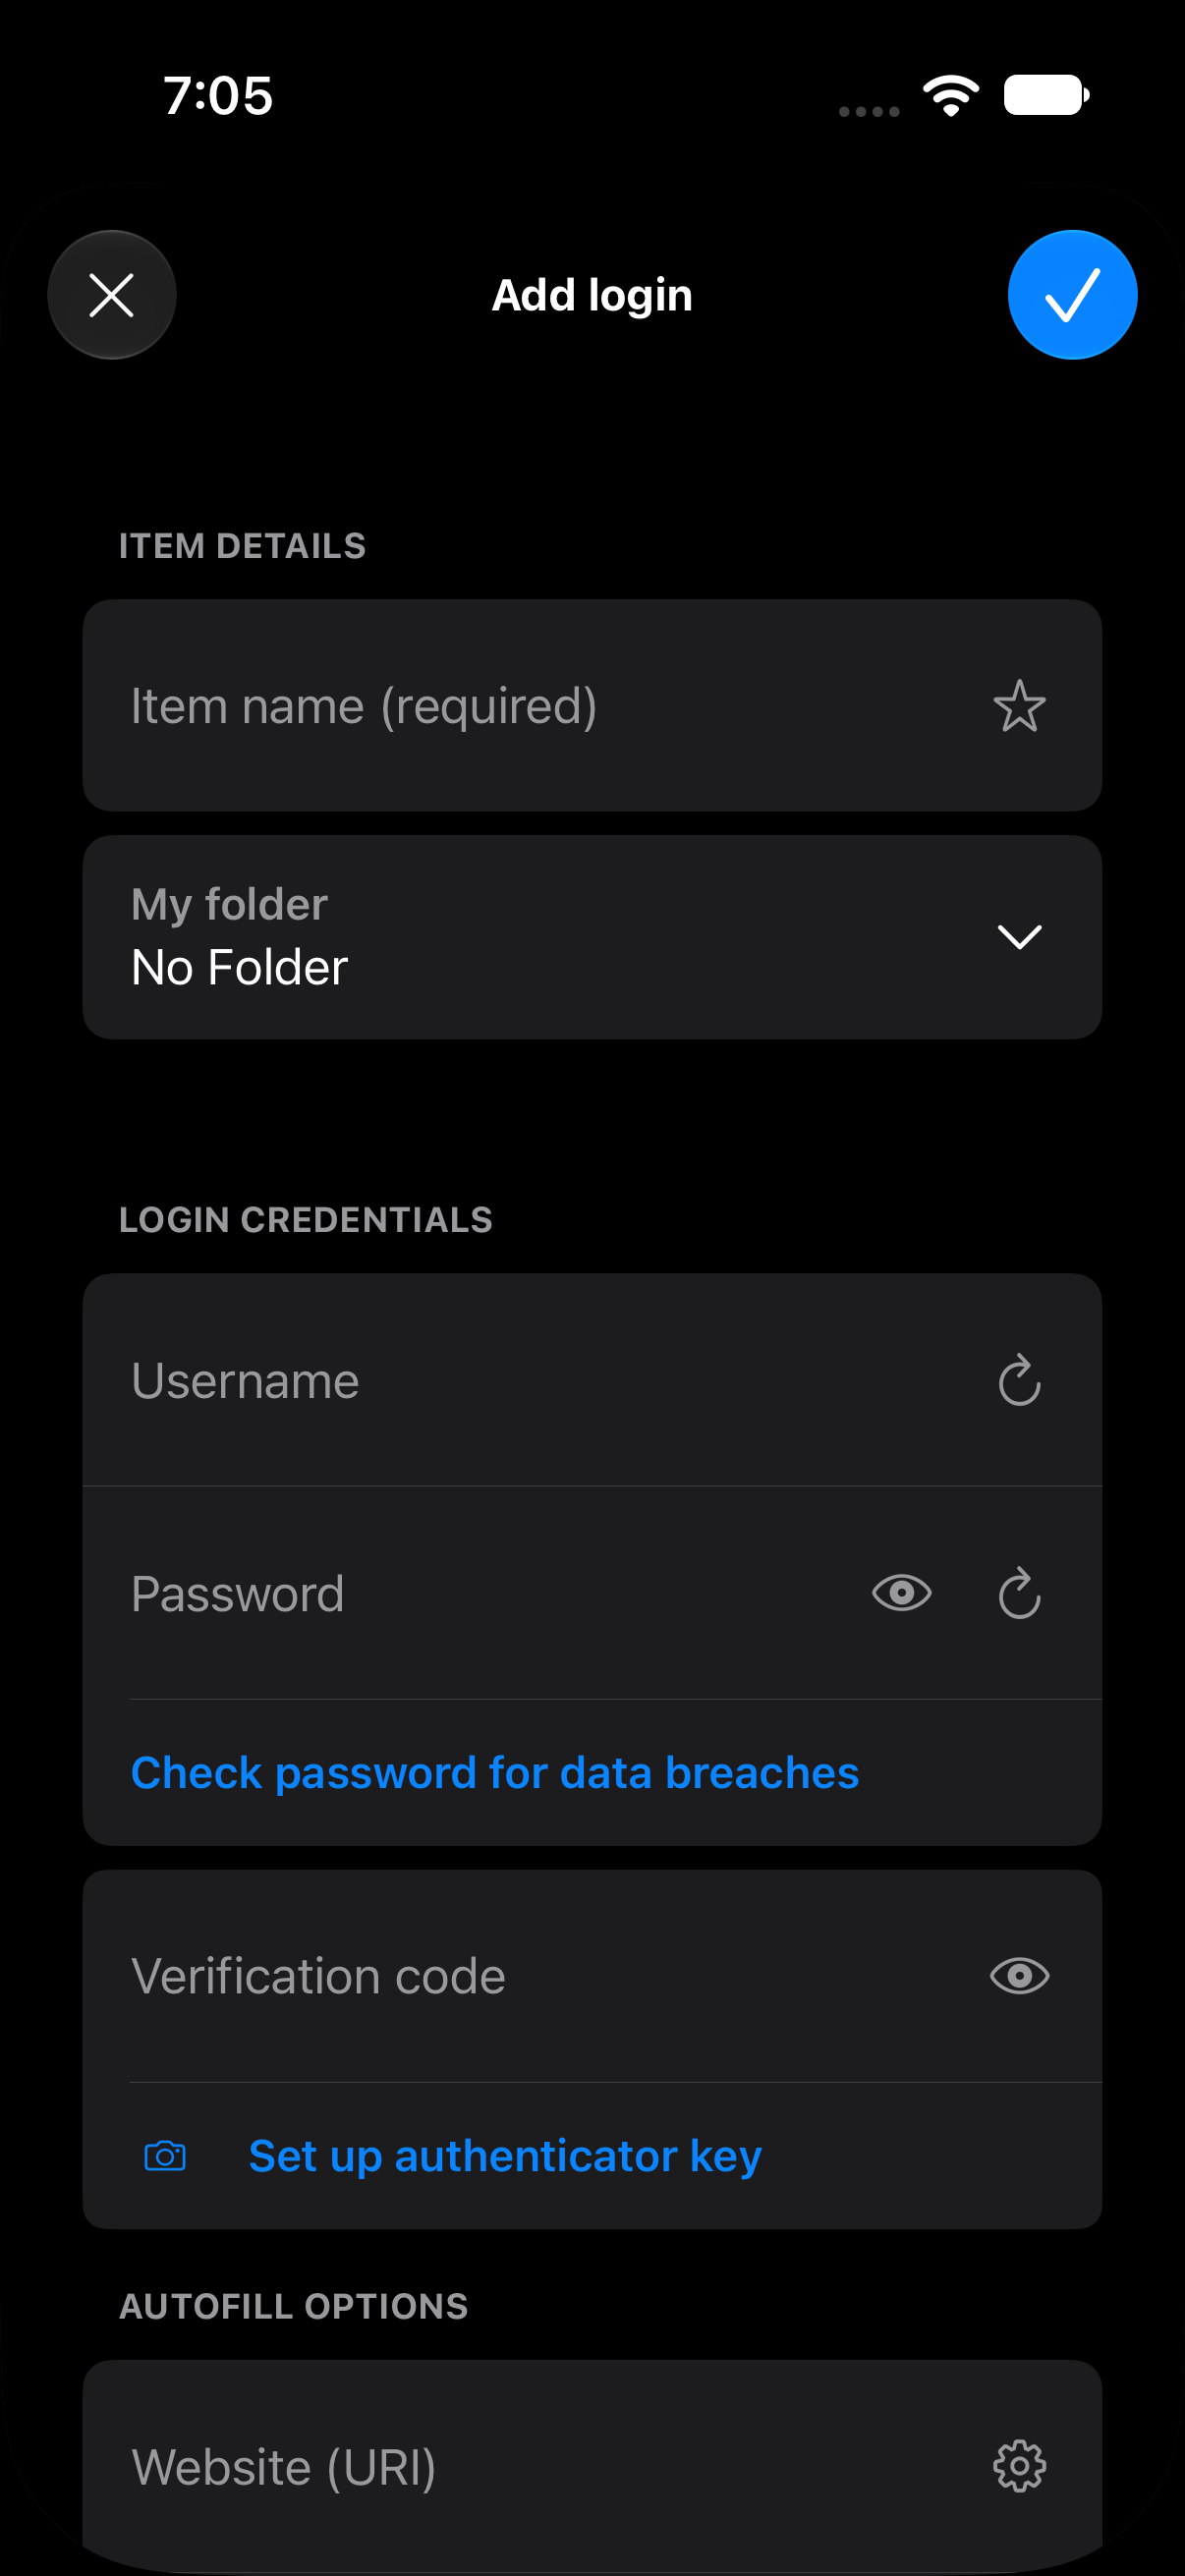 7:05
Add login
ITEM DETAILS
Item name (required)
My folder
No Folder
LOGIN CREDENTIALS
Username
Password
Check password for data breaches
Verification code
Set up authenticator key
AUTOFILL OPTIONS
Website (URI)